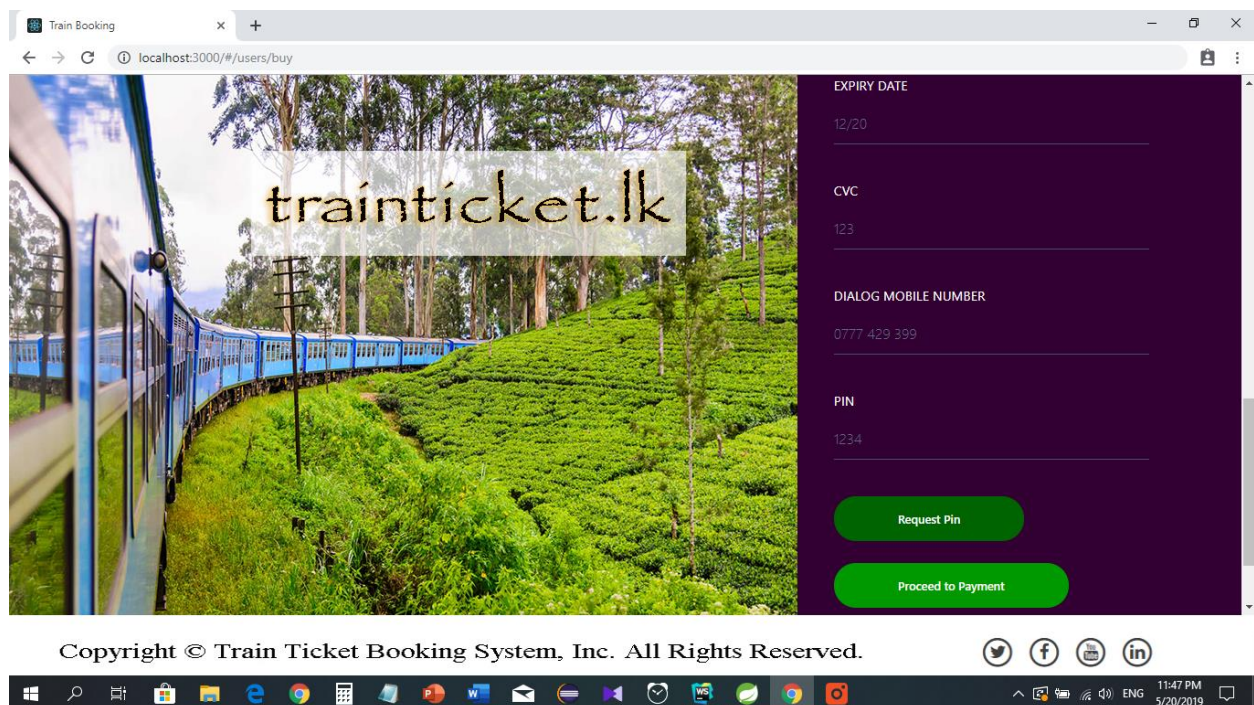 Train Booking
localhost:3000/#/users/buy
trainticket.lk
EXPIRY DATE
12/20
CVC
123
DIALOG MOBILE NUMBER
0777 429 399
PIN
1234
Request Pin
Proceed to Payment
Copyright © Train Ticket Booking System, Inc. All Rights Reserved.
ENG
11:47 PM
5/20/2019